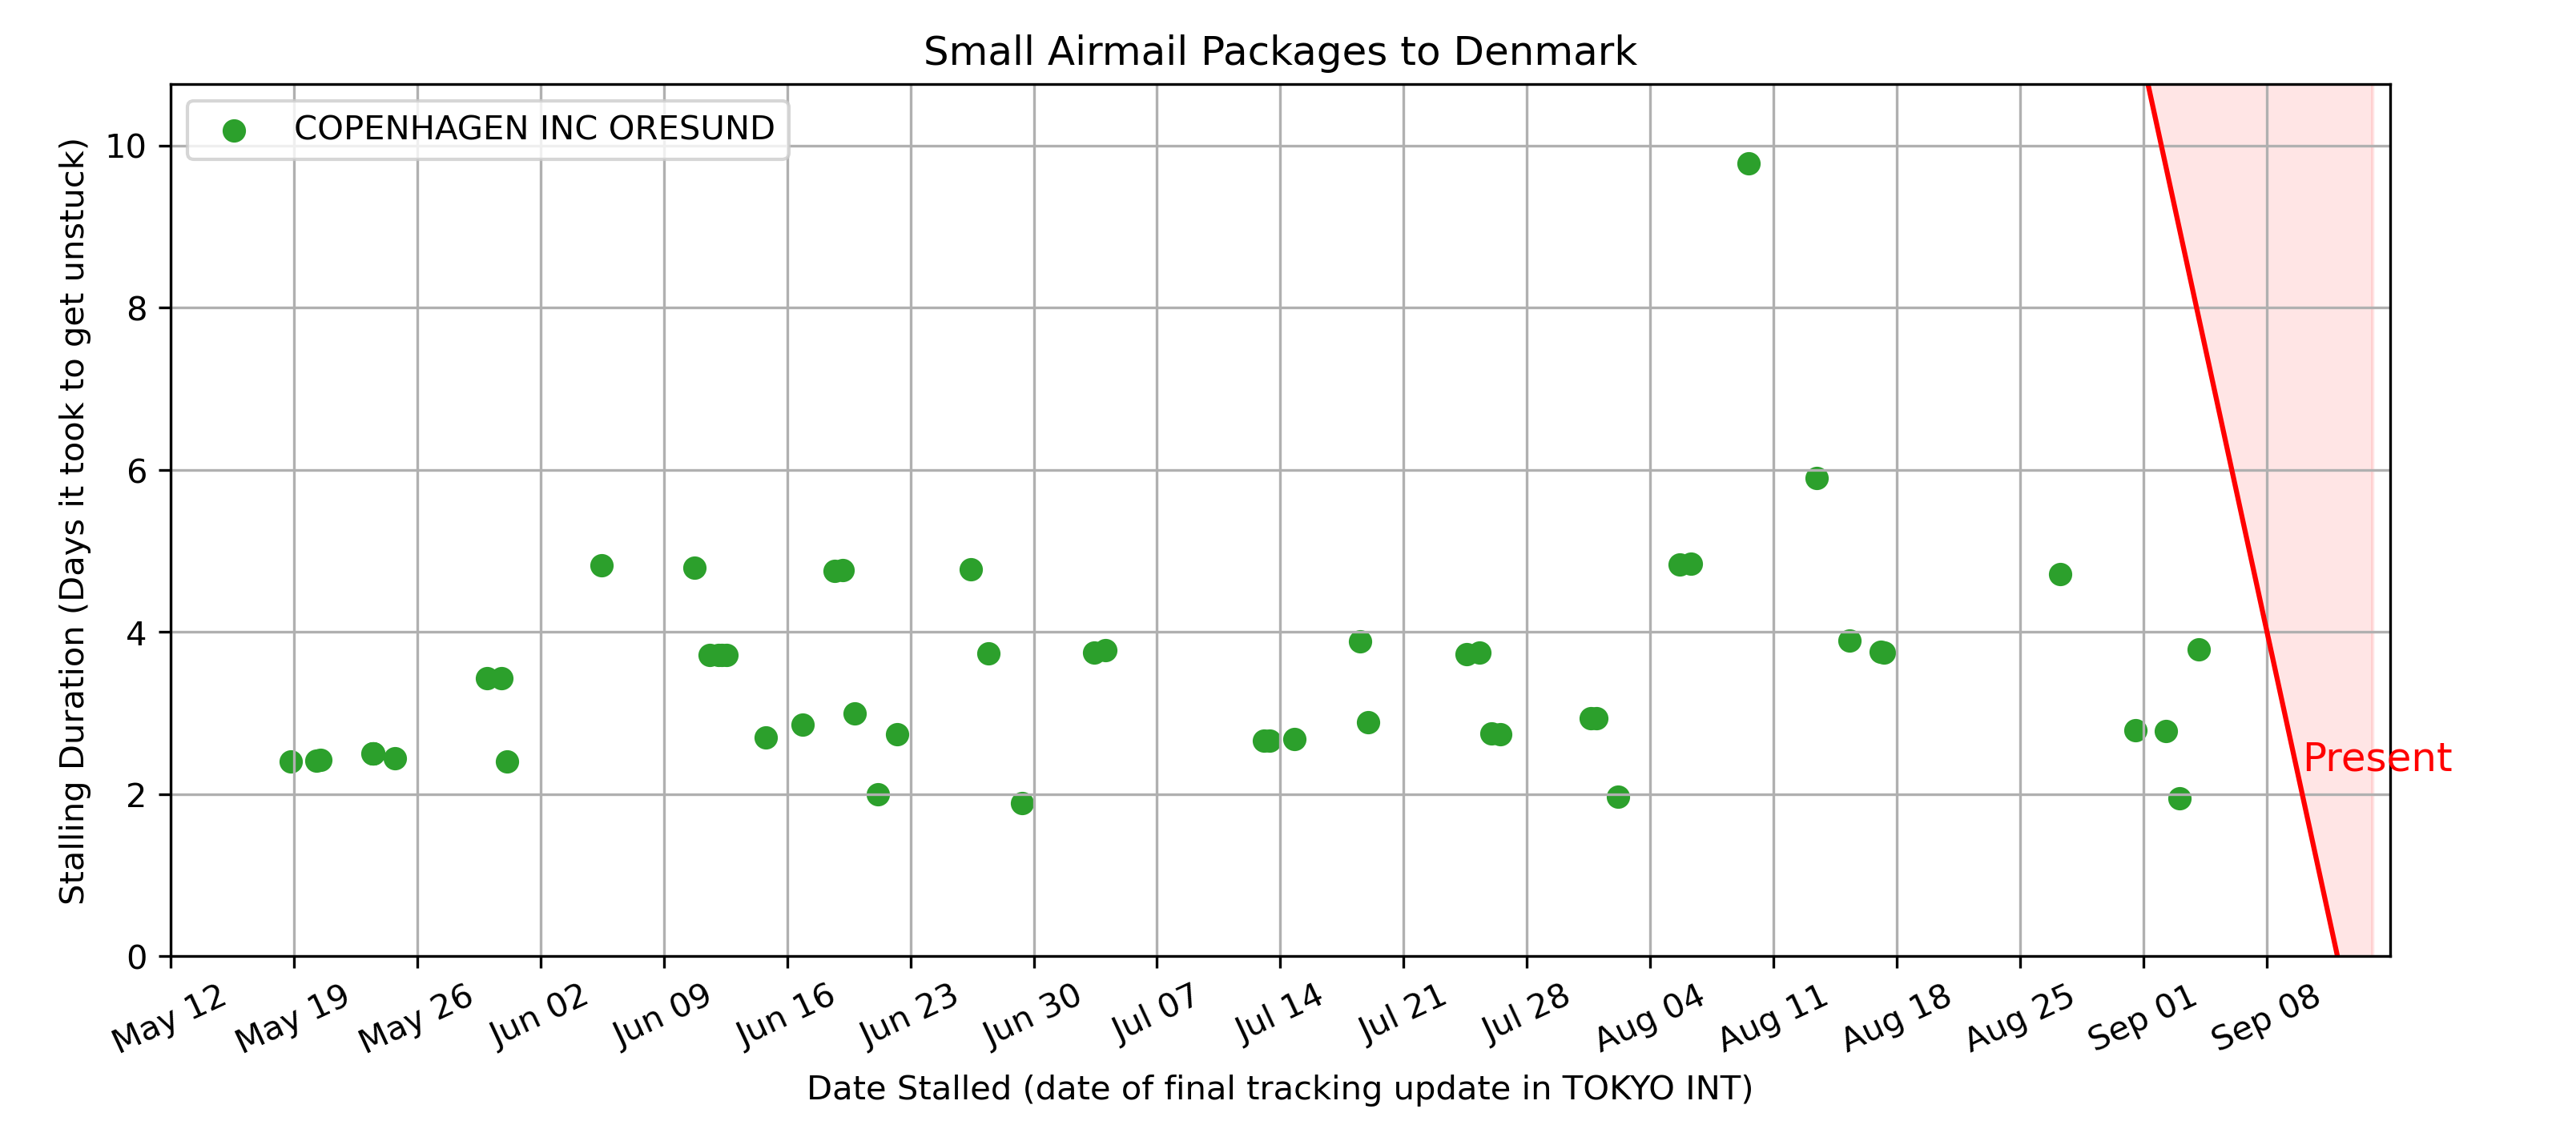 Small Airmail Packages to Denmark
COPENHAGEN INC ORESUND
Stalling Duration (Days it took to get unstuck)
10
8
6
4
2
0
Present
May 12 May 19 May 26 Jun 02 Jun 09 Jun 16 Jun 23 Jun 30 Jul 07 Jul 14 Jul 21 Jul 28 Aug 04 Aug 11 Aug 18 Aug 25 Sep 01 Sep 08
Date Stalled (date of final tracking update in TOKYO INT)